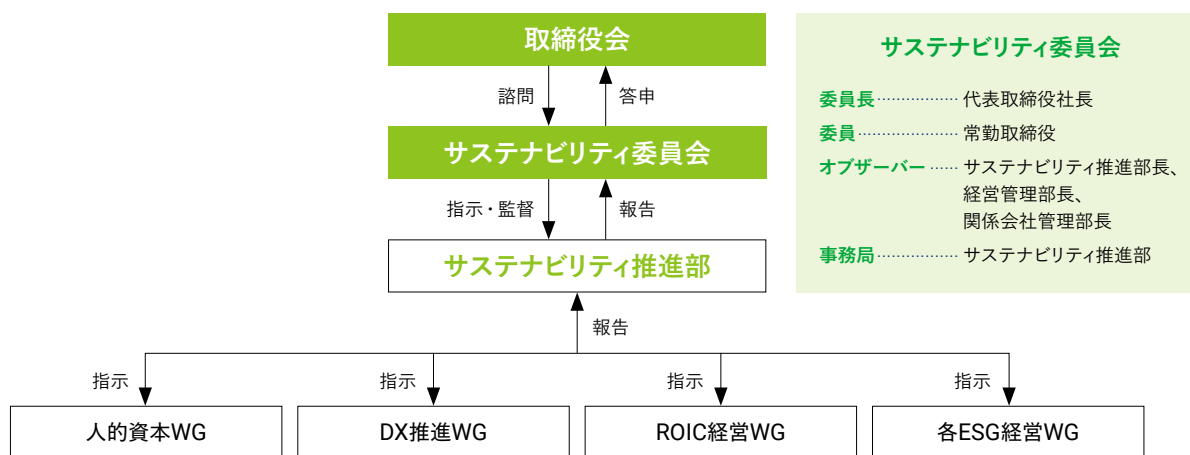 取締役会
諮問
答申
サステナビリティ委員会
指示・監督
報告
サステナビリティ推進部
報告
指示
指示
指示
指示
人的資本WG
DX推進WG
ROIC経営WG
各ESG経営WG
サステナビリティ委員会
委員長················ 代表取締役社長
委員··················· 常勤取締役
オブザーバー······ サステナビリティ推進部長、
経営管理部長、
関係会社管理部長
事務局················ サステナビリティ推進部